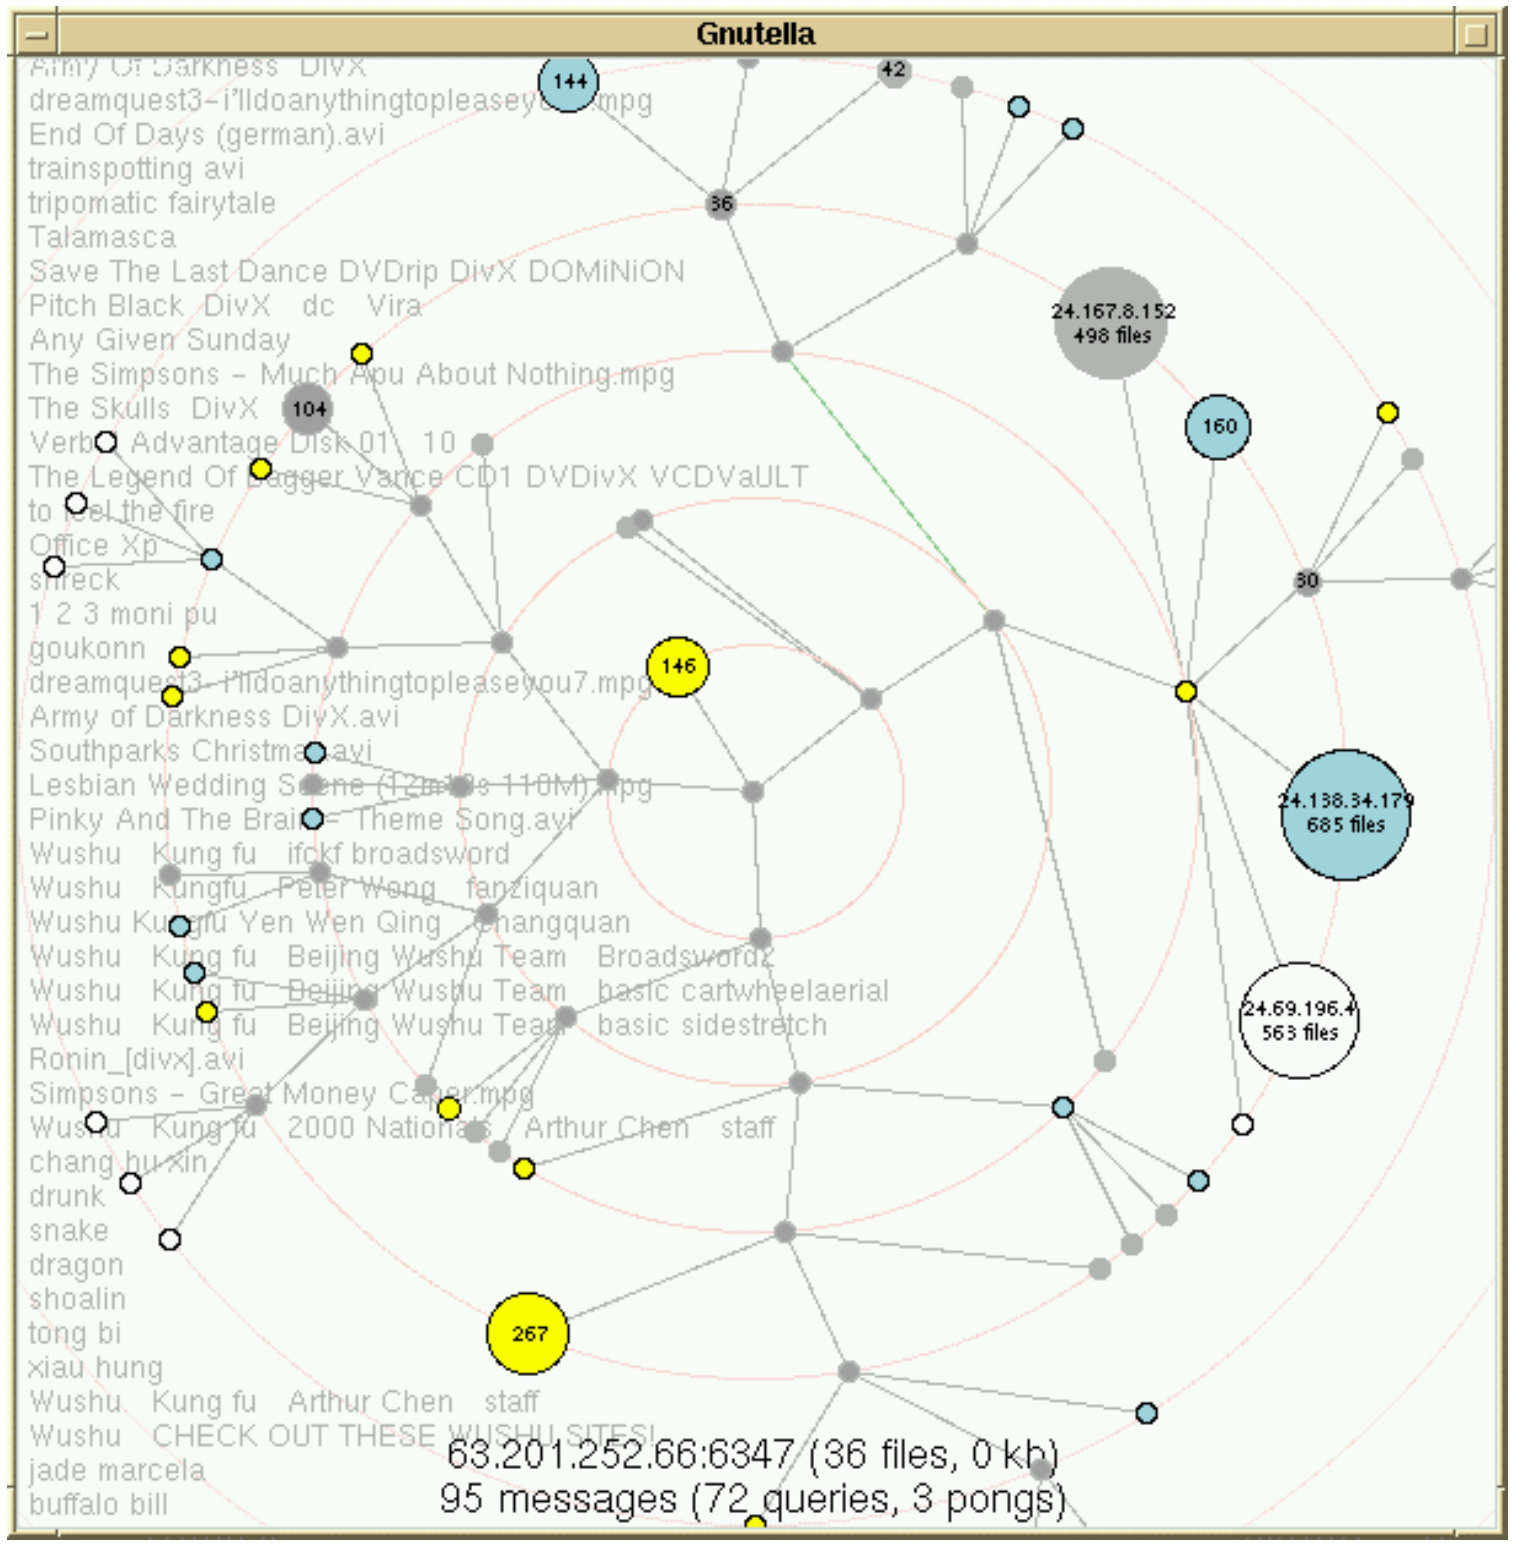 Gnutella
Army Of Darkness DIVX
dreamquest3-i'lldoanythingtopleaseyou7.mpg
End Of Days (german).avi
trainspotting avi
tripomatic fairytale
Talamasca
Save The Last Dance DVDrip DivX DOMiNiON
Pitch Black DivX dc Vira
Any Given Sunday
The Simpsons - Much Apu About Nothing.mpg
The Skulls DivX
Verbal Advantage Disk 01 10
The Legend Of Bagger Vance CD1 DVDivX VCDVaULT
to feel the fire
Office Xp
shreck
1 2 3 moni pu
goukonn
dreamquest3-i'lldoanythingtopleaseyou7.mpg
Army of Darkness DivX.avi
Southparks Christmas.avi
Lesbian Wedding Scene (12m18s 110M).mpg
Pinky And The Brain - Theme Song.avi
Wushu Kung fu ifckf broadsword
Wushu Kungfu Peter Wong fanziquan
Wushu Kungfu Yen Wen Qing Changquan
Wushu Kung fu Beijing Wushu Team Broadsword2
Wushu Kung fu Beijing Wushu Team basic cartwheelaerial
Wushu Kung fu Beijing Wushu Team basic sidestretch
Ronin_[divx].avi
Simpsons - Great Money Caper.mpg
Wushu Kung fu 2000 Nationals Arthur Chen staff
chang hu xin
drunk
snake
dragon
shoalin
tong bi
xiau hung
Wushu Kung fu Arthur Chen staff
Wushu CHECK OUT THESE WUSHU SITES!
jade marcela
buffalo bill
144
42
36
24.167.8.152
498 files
104
160
30
146
24.138.34.179
685 files
24.69.196.4
563 files
267
63.201.252.66:6347 (36 files, 0 kb)
95 messages (72 queries, 3 pongs)